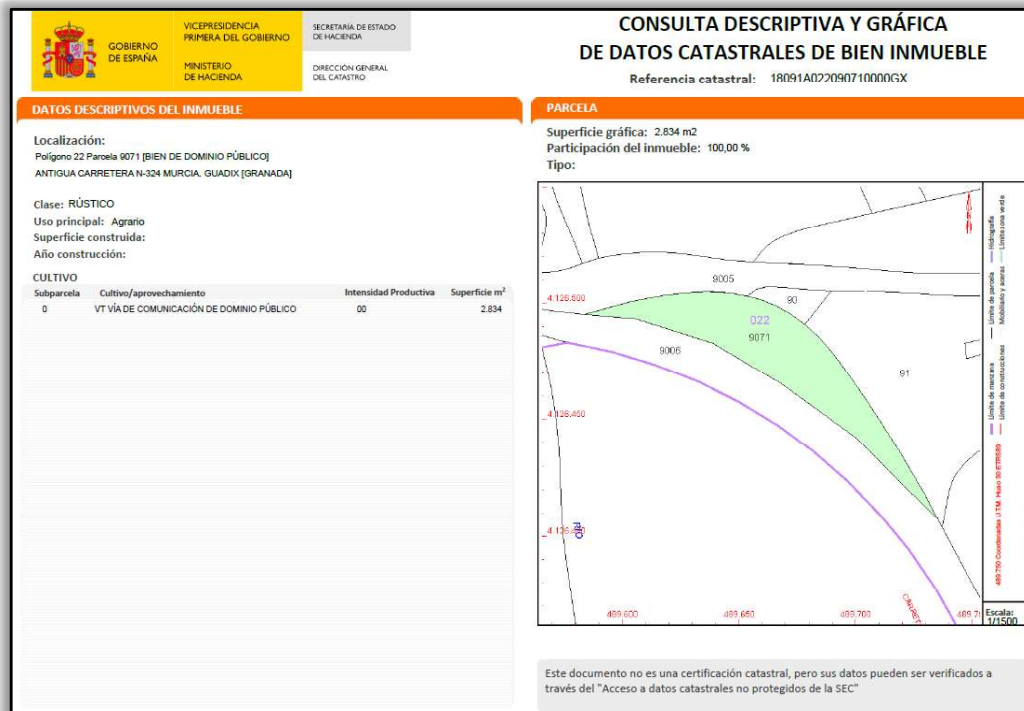 GOBIERNO
DE ESPAÑA
VICEPRESIDENCIA
PRIMERA DEL GOBIERNO
MINISTERIO
DE HACIENDA
SECRETARÍA DE ESTADO
DE HACIENDA
DIRECCIÓN GENERAL
DEL CATASTRO
CONSULTA DESCRIPTIVA Y GRÁFICA
DE DATOS CATASTRALES DE BIEN INMUEBLE
Referencia catastral: 18091A022090710000GX
DATOS DESCRIPTIVOS DEL INMUEBLE
Localización:
Polígono 22 Parcela 9071 [BIEN DE DOMINIO PÚBLICO]
ANTIGUA CARRETERA N-324 MURCIA. GUADIX [GRANADA]
Clase: RÚSTICO
Uso principal: Agrario
Superficie construida:
Año construcción:
CULTIVO
Subparcela Cultivo/aprovechamiento Intensidad Productiva Superficie m²
0 VT VÍA DE COMUNICACIÓN DE DOMINIO PÚBLICO 00 2.834
PARCELA
Superficie gráfica: 2.834 m2
Participación del inmueble: 100,00 %
Tipo:
9005
4.126.500
90
022
9071
9006
91
4.126.450
RÍO
489.600
489.650
489.700
Límite de manzana
Límite de parcela
Hidrografía
Límite de construcciones
Mobiliario y aceras
Límite zona verde
489.750 Coordenadas U.T.M. Huso 30 ETRS89
Escala:
1/1500
Este documento no es una certificación catastral, pero sus datos pueden ser verificados a
través del "Acceso a datos catastrales no protegidos de la SEC"